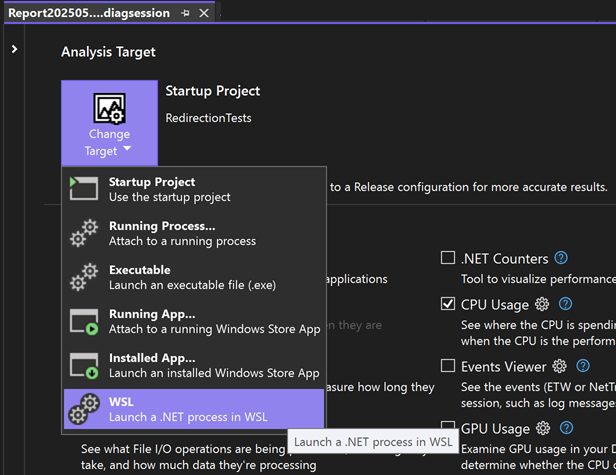 Report202505....diagsession
Analysis Target
Change
Target
Startup Project
RedirectionTests
Startup Project
Use the startup project
to a Release configuration for more accurate results.
Running Process...
Attach to a running process
Executable
Launch an executable file (.exe)
applications
Running App...
Attach to a running Windows Store App
en they are
Installed App...
Launch an installed Windows Store App
asure how long they
WSL
Launch a .NET process in WSL
Launch a .NET process in WSL
See what File I/O operations are being
take, and how much data they're processing
.NET Counters
Tool to visualize performance
CPU Usage
See where the CPU is spendin
when the CPU is the perform
Events Viewer
See the events (ETW or NetTr
session, such as log messages
GPU Usage
Examine GPU usage in your D
determine whether the CPU o